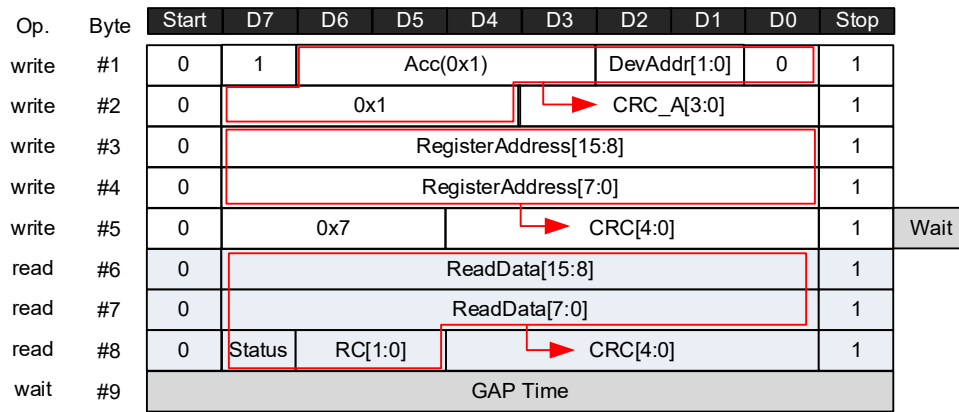 Op. Byte Start D7 D6 D5 D4 D3 D2 D1 D0 Stop
write #1 0 1 Acc(0x1) DevAddr[1:0] 0 1
write #2 0 0x1 CRC_A[3:0] 1
write #3 0 RegisterAddress[15:8] 1
write #4 0 RegisterAddress[7:0] 1
write #5 0 0x7 CRC[4:0] 1 Wait
read #6 0 ReadData[15:8] 1
read #7 0 ReadData[7:0] 1
read #8 0 Status RC[1:0] CRC[4:0] 1
wait #9 GAP Time